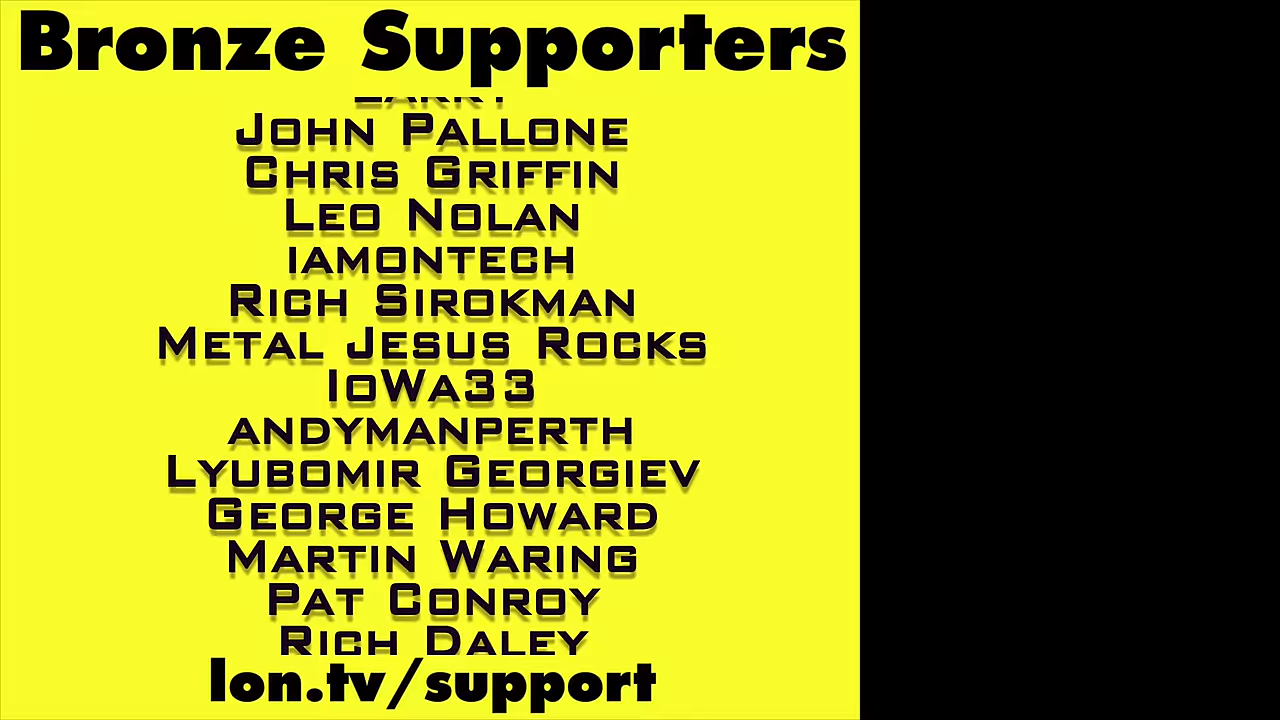 Bronze Supporters
John Pallone
Chris Griffin
Leo Nolan
iamontech
Rich Sirokman
Metal Jesus Rocks
IoWa33
andymanperth
Lyubomir Georgiev
George Howard
Martin Waring
Pat Conroy
Rich Daley
lon.tv/support